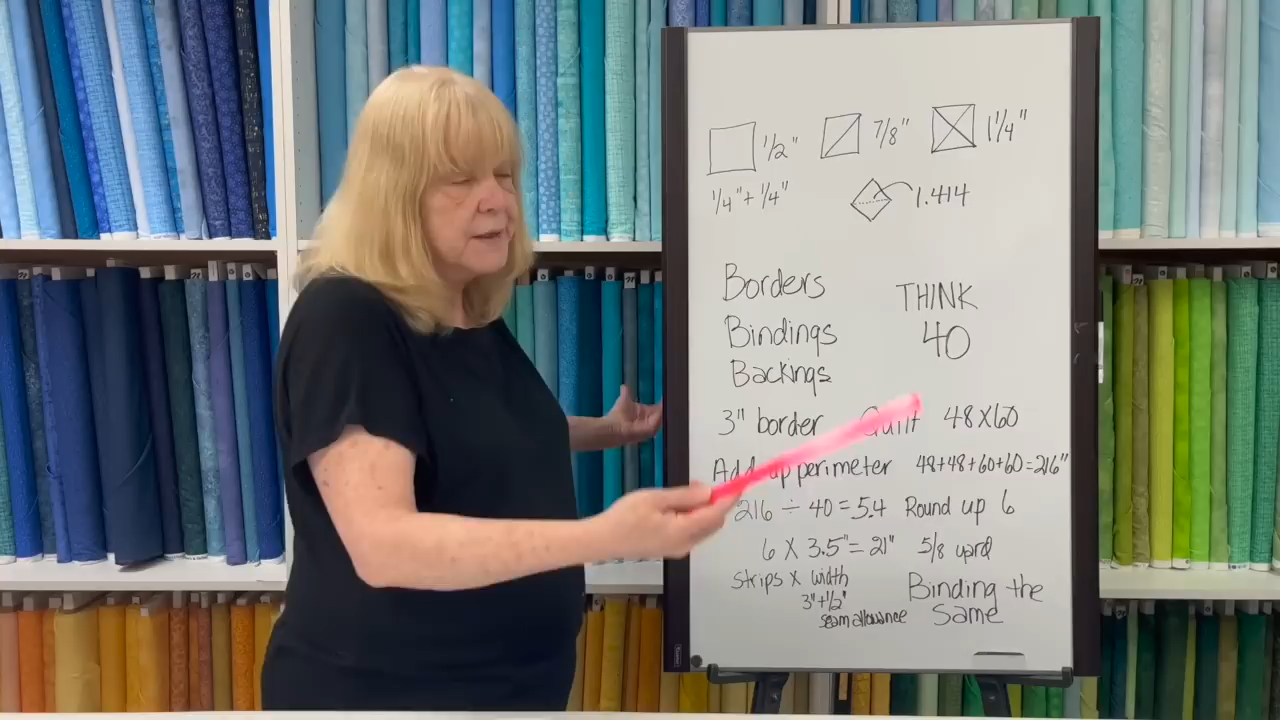 1/2" 7/8" 1 1/4"
1/4" + 1/4" 1.414
Borders
Bindings
Backings
THINK
40
3" border Quilt 48X60
Add up perimeter 48+48+60+60=216"
216 ÷ 40 = 5.4 Round up 6
6 X 3.5" = 21" 5/8 yard
strips x width
3"+1/2"
seam allowance
Binding the
Same